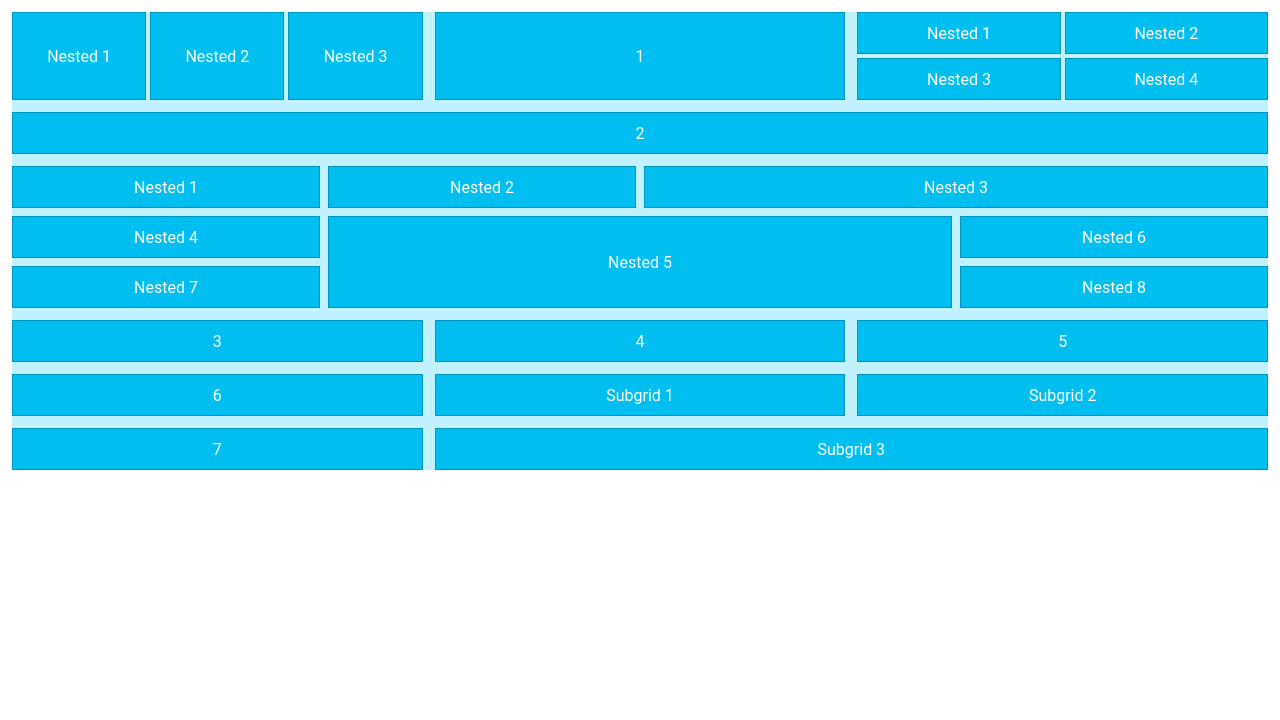 Nested 1
Nested 2
Nested 3
1
Nested 1
Nested 2
Nested 3
Nested 4
2
Nested 1
Nested 2
Nested 3
Nested 4
Nested 5
Nested 6
Nested 7
Nested 8
3
4
5
6
Subgrid 1
Subgrid 2
7
Subgrid 3